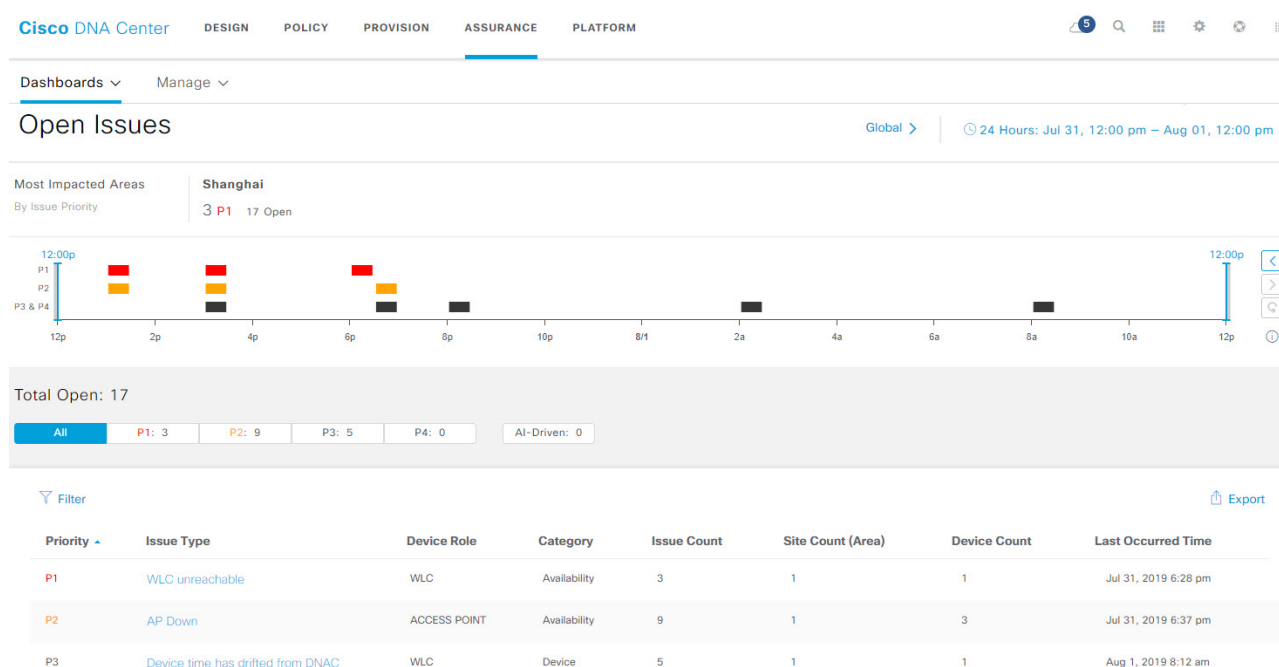 Cisco DNA Center DESIGN POLICY PROVISION ASSURANCE PLATFORM 5
Dashboards Manage
Open Issues Global 24 Hours: Jul 31, 12:00 pm – Aug 01, 12:00 pm
Most Impacted Areas Shanghai
By Issue Priority 3 P1 17 Open
12:00p 12:00p
P1
P2
P3 & P4
12p 2p 4p 6p 8p 10p 8/1 2a 4a 6a 8a 10a 12p
Total Open: 17
All P1: 3 P2: 9 P3: 5 P4: 0 AI-Driven: 0
Filter Export
Priority Issue Type Device Role Category Issue Count Site Count (Area) Device Count Last Occurred Time
P1 WLC unreachable WLC Availability 3 1 1 Jul 31, 2019 6:28 pm
P2 AP Down ACCESS POINT Availability 9 1 3 Jul 31, 2019 6:37 pm
P3 Device time has drifted from DNAC WLC Device 5 1 1 Aug 1, 2019 8:12 am